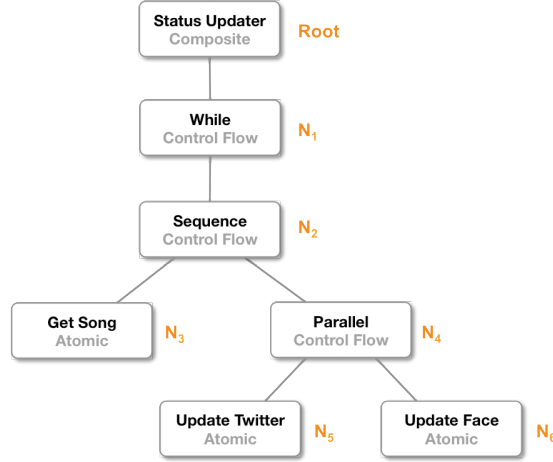 Status Updater
Composite
Root
While
Control Flow
N1
Sequence
Control Flow
N2
Get Song
Atomic
N3
Parallel
Control Flow
N4
Update Twitter
Atomic
N5
Update Face
Atomic
N6